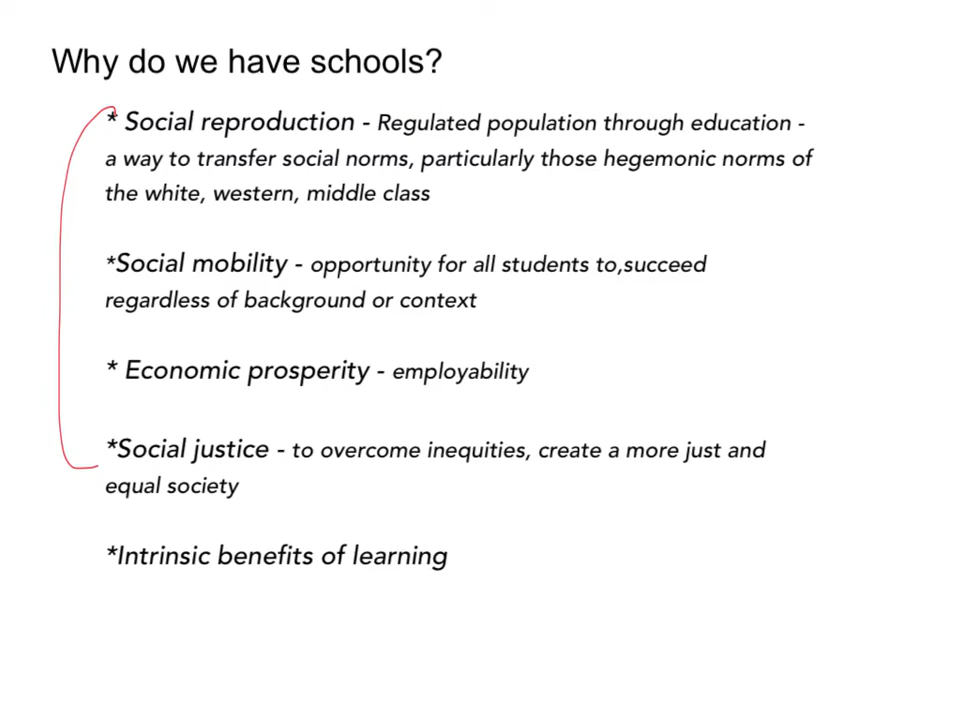 Why do we have schools?
* Social reproduction - Regulated population through education -
a way to transfer social norms, particularly those hegemonic norms of
the white, western, middle class
*Social mobility - opportunity for all students to,succeed
regardless of background or context
* Economic prosperity - employability
*Social justice - to overcome inequities, create a more just and
equal society
*Intrinsic benefits of learning